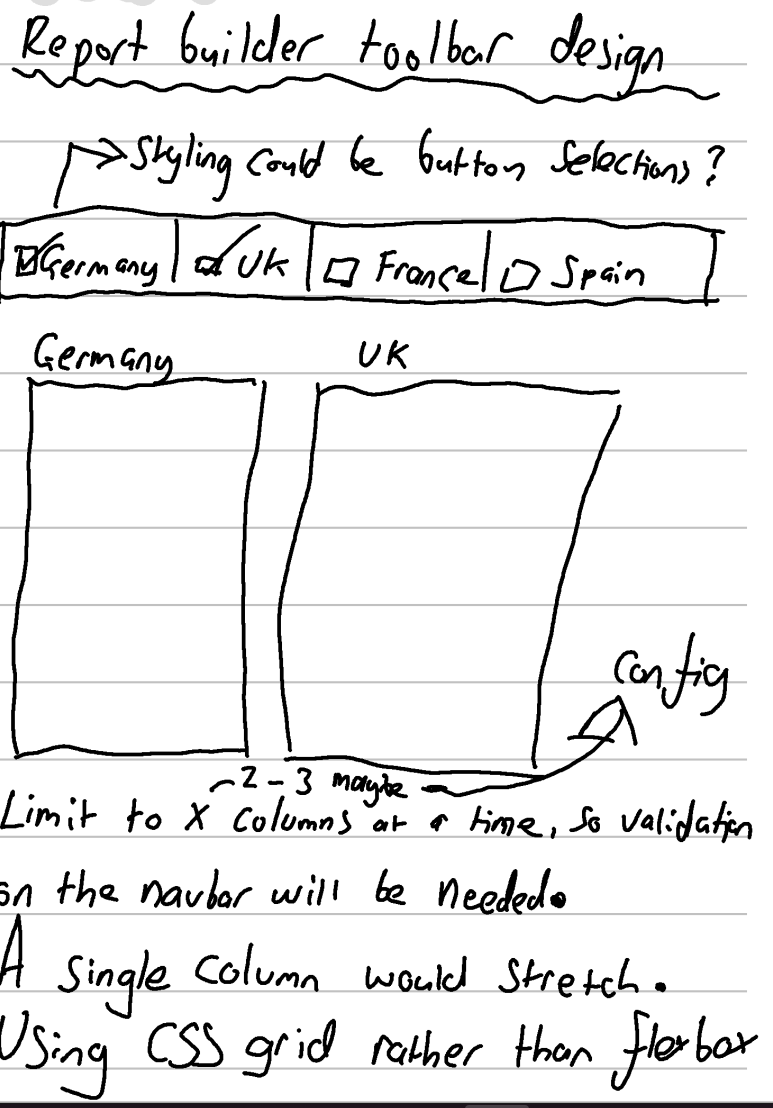 Report builder toolbar design
Styling could be button selections?
Germany UK France Spain
Germany UK
Config
2-3 maybe
Limit to X columns at a time, so validation
on the navbar will be needed.
A single column would stretch.
Using CSS grid rather than flexbox